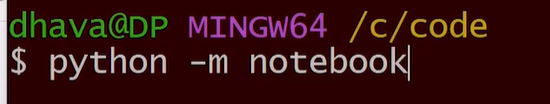 dhava@DP MINGW64 /c/code
$ python -m notebook